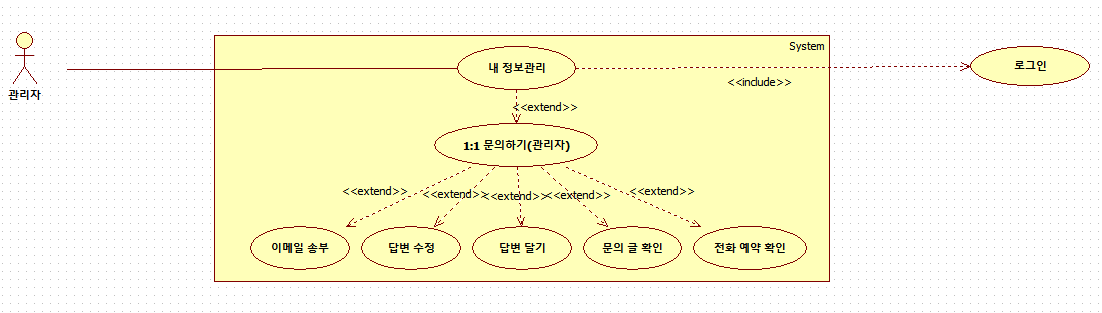 System
관리자
내 정보관리
로그인
<<include>>
<<extend>>
1:1 문의하기(관리자)
<<extend>>
<<extend>>
<<extend>>
<<extend>>
<<extend>>
이메일 송부
답변 수정
답변 달기
문의 글 확인
전화 예약 확인